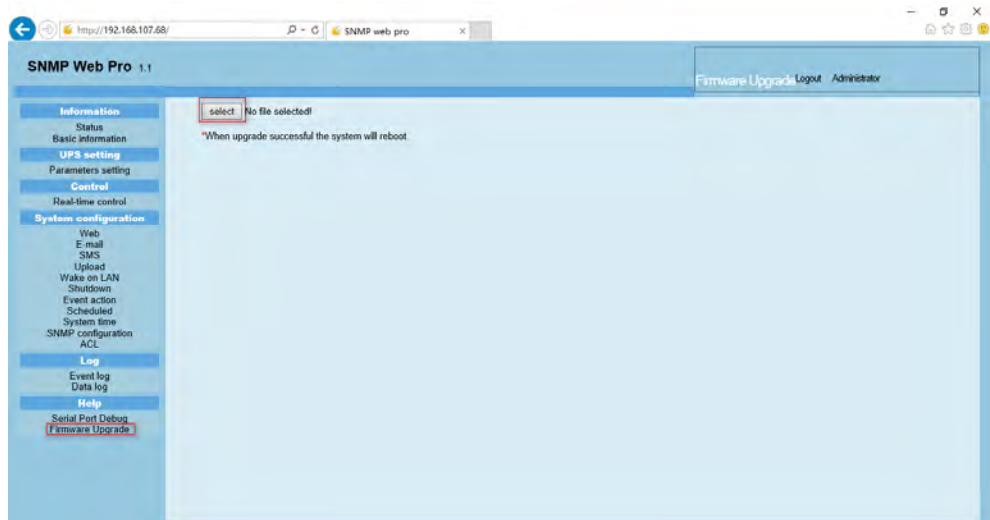 http://192.168.107.68/
SNMP web pro
SNMP Web Pro 1.1
Firmware Upgrade Logout Administrator
Information
Status
Basic information
UPS setting
Parameters setting
Control
Real-time control
System configuration
Web
E-mail
SMS
Upload
Wake on LAN
Shutdown
Event action
Scheduled
System time
SNMP configuration
ACL
Log
Event log
Data log
Help
Serial Port Debug
Firmware Upgrade
select No file selected!
*When upgrade successful the system will reboot.